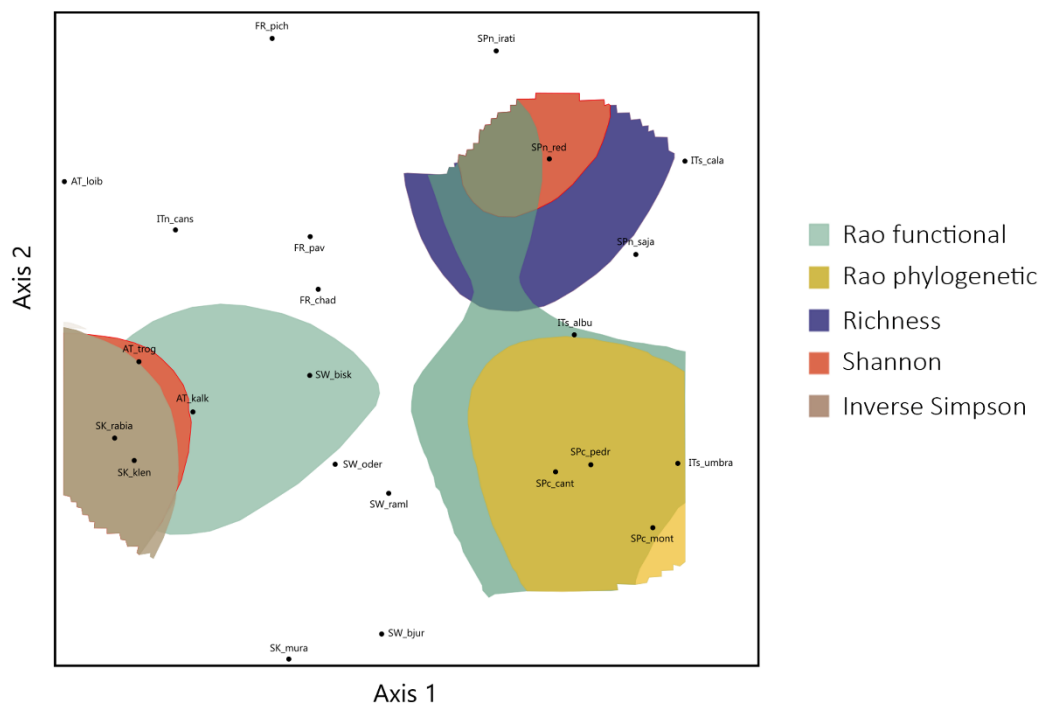 FR_pich
SPn_irati
SPn_red
ITs_cala
AT_loib
ITn_cans
FR_pav
SPn_saja
FR_chad
ITs_albu
AT_trog
SW_bisk
AT_kalk
SK_rabia
SK_klen
SW_oder
SW_raml
SPc_pedr
SPc_cant
ITs_umbra
SPc_mont
SW_bjur
SK_mura
Axis 2
Axis 1
Rao functional
Rao phylogenetic
Richness
Shannon
Inverse Simpson